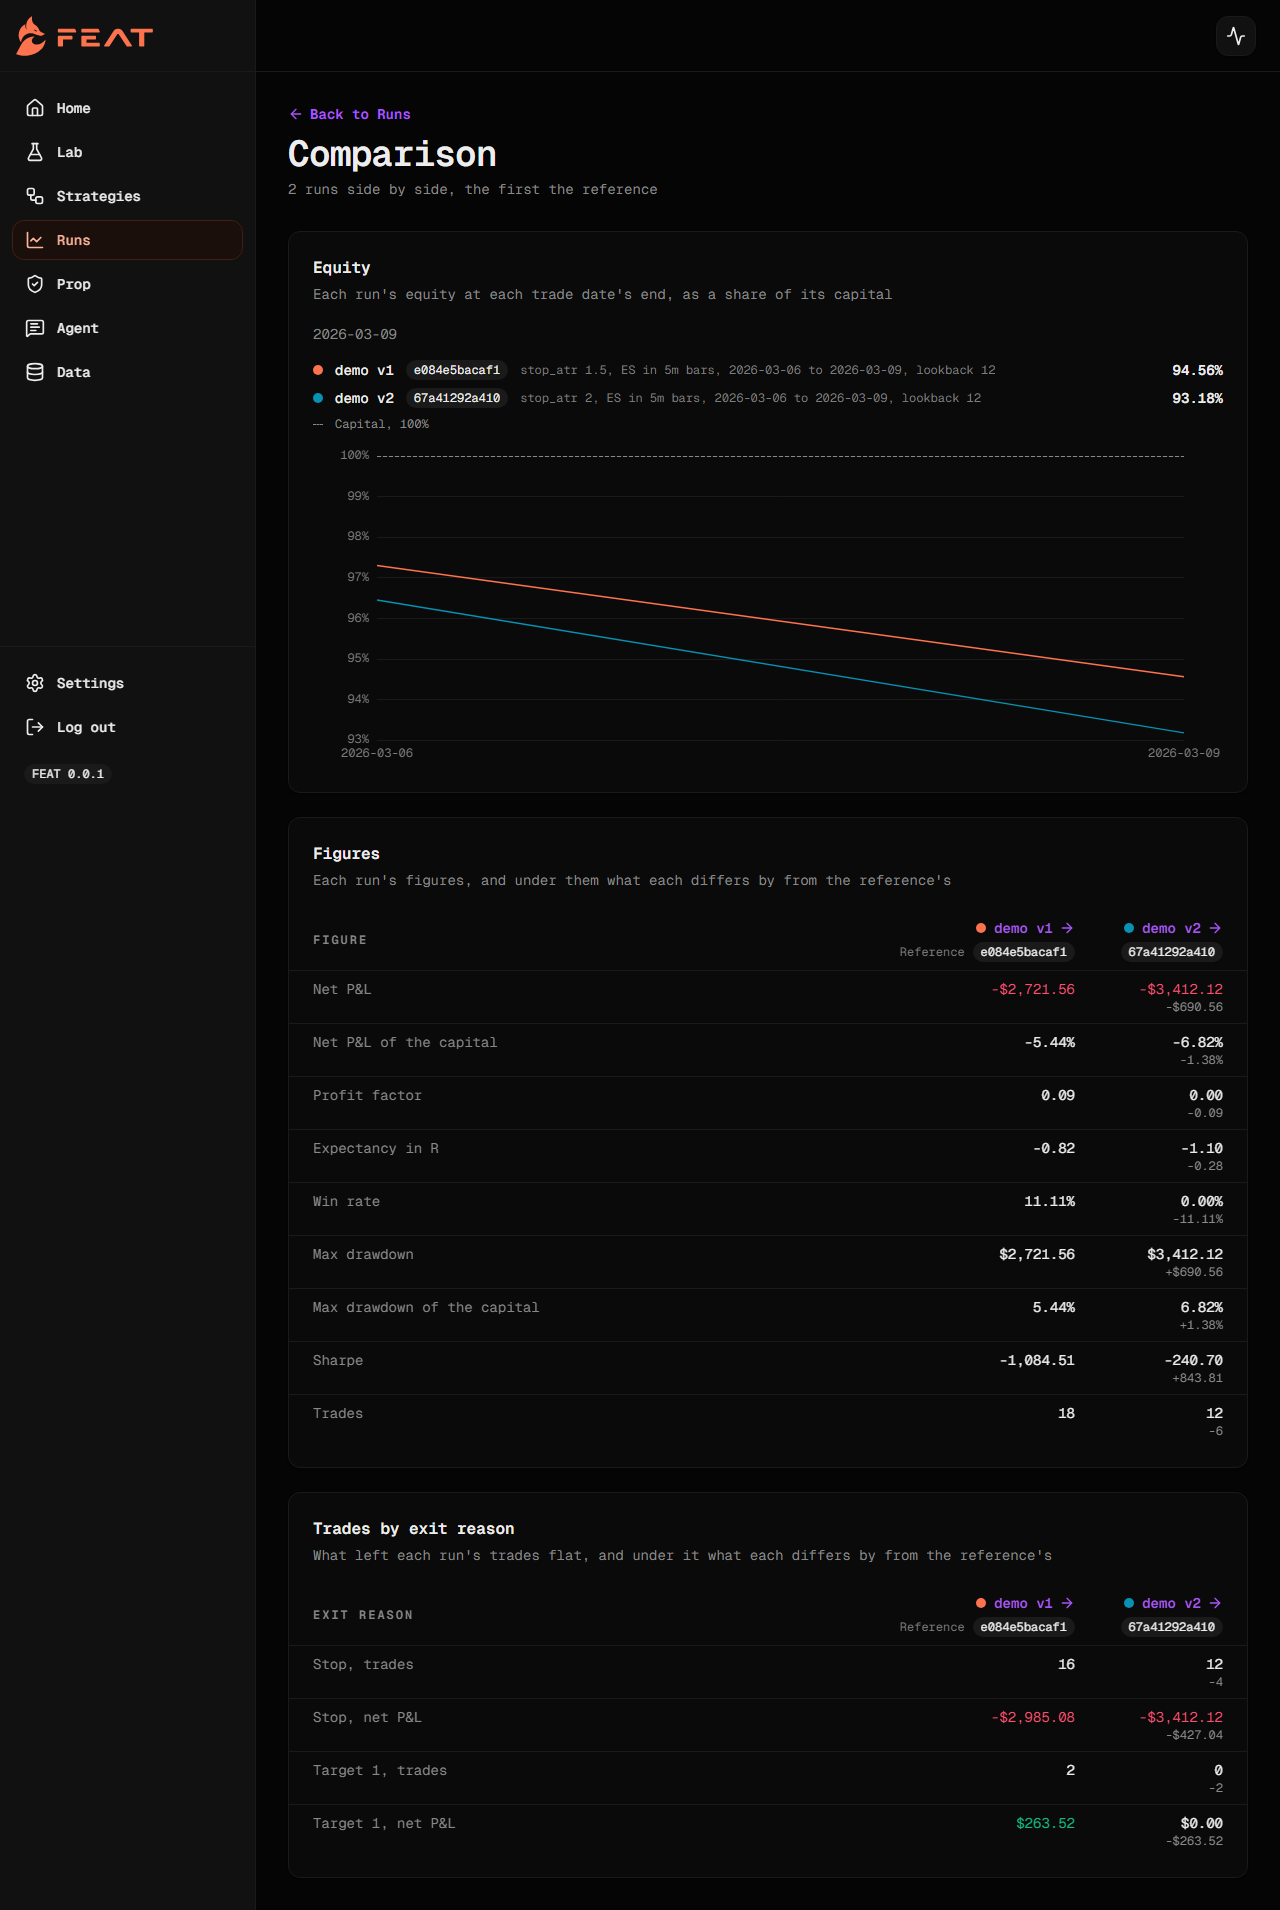 FEAT
Home
Lab
Strategies
Runs
Prop
Agent
Data
Settings
Log out
FEAT 0.0.1
Back to Runs
Comparison
2 runs side by side, the first the reference
Equity
Each run's equity at each trade date's end, as a share of its capital
2026-03-09
demo v1 e084e5bacaf1 stop_atr 1.5, ES in 5m bars, 2026-03-06 to 2026-03-09, lookback 12 94.56%
demo v2 67a41292a410 stop_atr 2, ES in 5m bars, 2026-03-06 to 2026-03-09, lookback 12 93.18%
Capital, 100%
100%
99%
98%
97%
96%
95%
94%
93%
2026-03-06 2026-03-09
Figures
Each run's figures, and under them what each differs by from the reference's
FIGURE
demo v1 → demo v2 →
Reference e084e5bacaf1 67a41292a410
Net P&L -$2,721.56 -$3,412.12
-$690.56
Net P&L of the capital -5.44% -6.82%
-1.38%
Profit factor 0.09 0.00
-0.09
Expectancy in R -0.82 -1.10
-0.28
Win rate 11.11% 0.00%
-11.11%
Max drawdown $2,721.56 $3,412.12
+$690.56
Max drawdown of the capital 5.44% 6.82%
+1.38%
Sharpe -1,084.51 -240.70
+843.81
Trades 18 12
-6
Trades by exit reason
What left each run's trades flat, and under it what each differs by from the reference's
EXIT REASON
demo v1 → demo v2 →
Reference e084e5bacaf1 67a41292a410
Stop, trades 16 12
-4
Stop, net P&L -$2,985.08 -$3,412.12
-$427.04
Target 1, trades 2 0
-2
Target 1, net P&L $263.52 $0.00
-$263.52